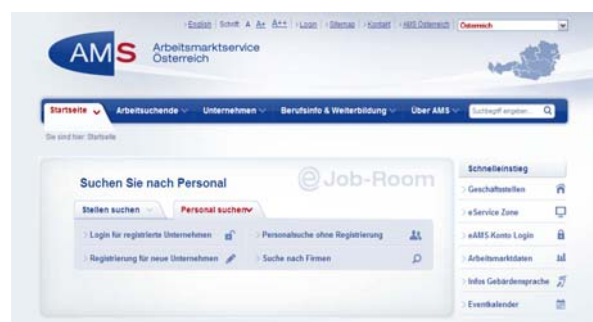 › English | Schrift: A A+ A++ | › Login | › Sitemap | › Kontakt | › AMS Österreich
Österreich
AMS Arbeitsmarktservice
Österreich
Startseite Arbeitsuchende Unternehmen Berufsinfo & Weiterbildung Über AMS Suchbegriff eingeben...
Sie sind hier: Startseite
Suchen Sie nach Personal
eJob-Room
Stellen suchen Personal suchen
› Login für registrierte Unternehmen
› Personalsuche ohne Registrierung
› Registrierung für neue Unternehmen
› Suche nach Firmen
Schnelleinstieg
› Geschäftsstellen
› eService Zone
› eAMS-Konto Login
› Arbeitsmarktdaten
› Infos Gebärdensprache
› Eventkalender